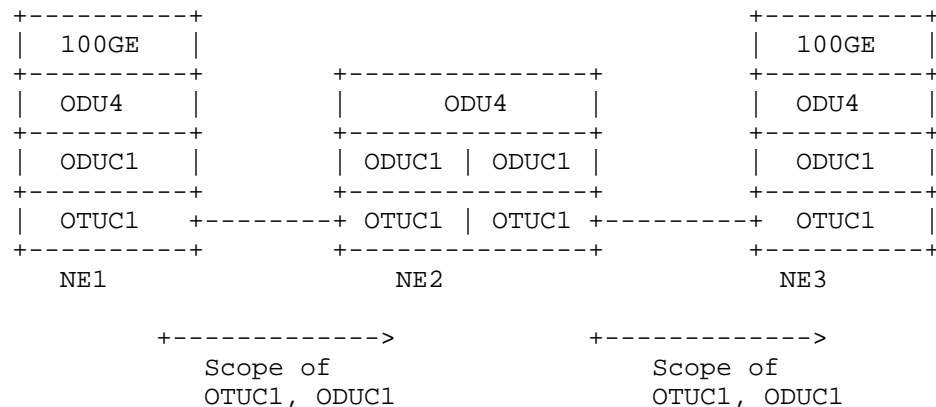 100GE 100GE
ODU4 ODU4 ODU4
ODUC1 ODUC1 ODUC1 ODUC1
OTUC1 OTUC1 OTUC1 OTUC1
NE1 NE2 NE3
Scope of Scope of
OTUC1, ODUC1 OTUC1, ODUC1